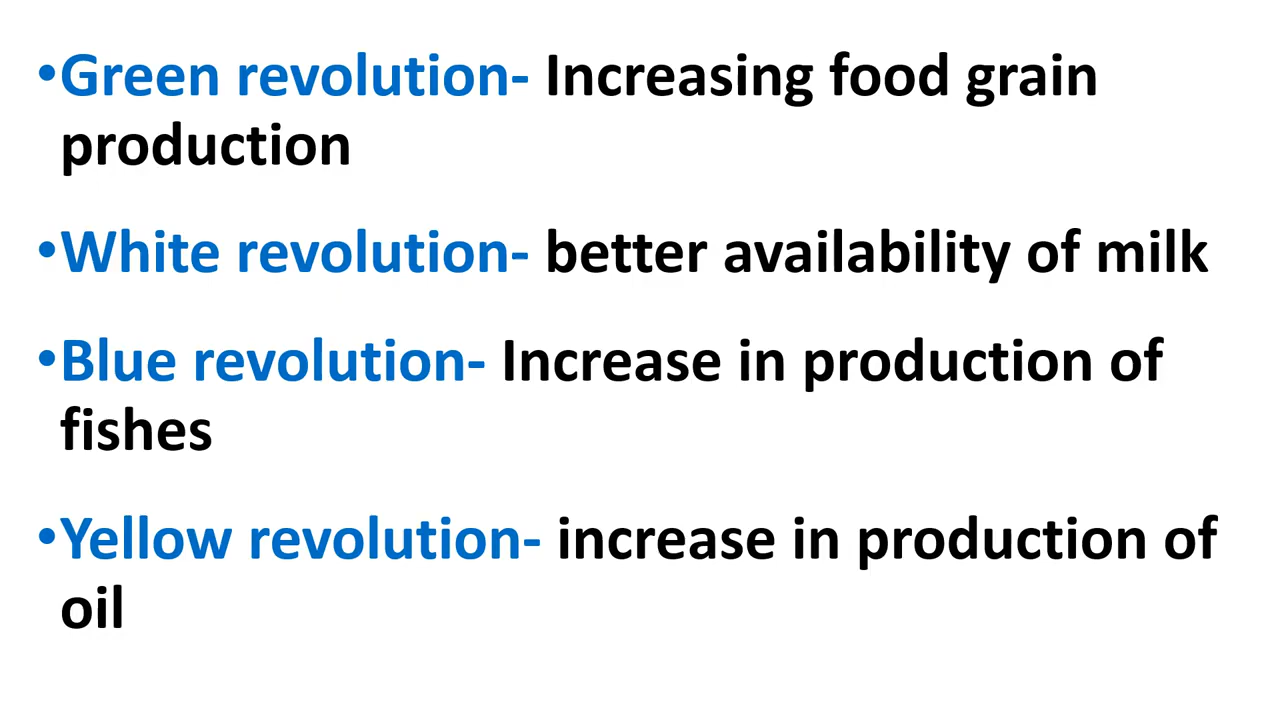 •Green revolution- Increasing food grain
production
•White revolution- better availability of milk
•Blue revolution- Increase in production of
fishes
•Yellow revolution- increase in production of
oil